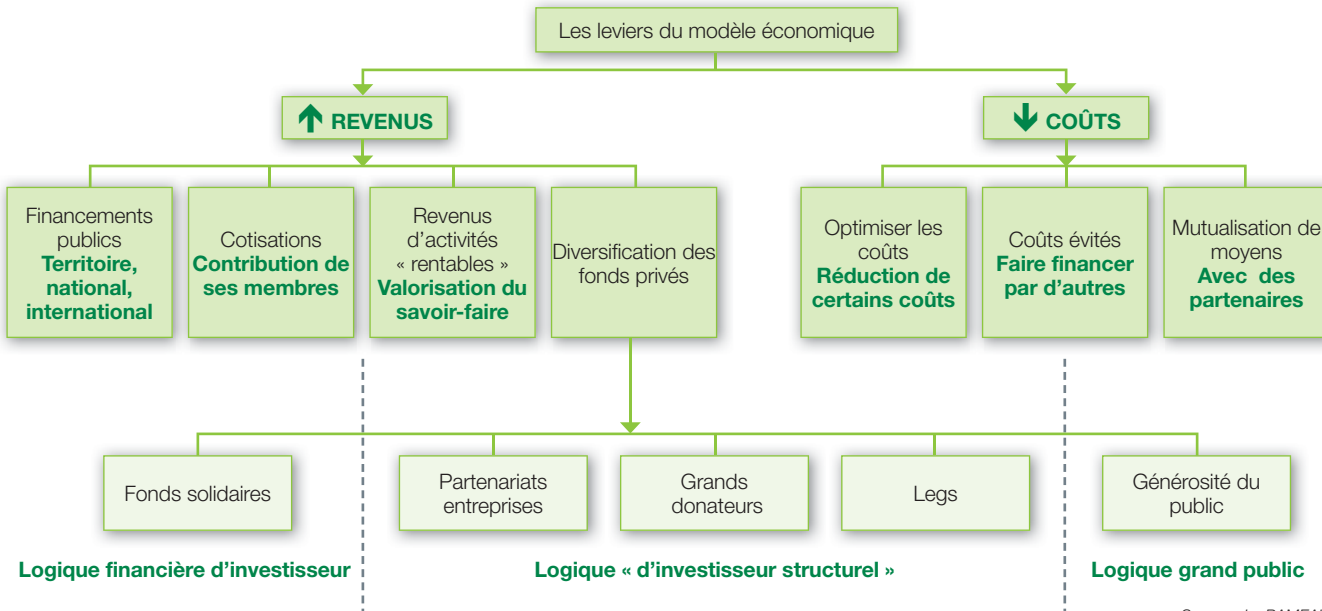 Les leviers du modèle économique
REVENUS
COÛTS
Financements
publics
Territoire,
national,
international
Cotisations
Contribution de
ses membres
Revenus
d'activités
« rentables »
Valorisation du
savoir-faire
Diversification des
fonds privés
Optimiser les
coûts
Réduction de
certains coûts
Coûts évités
Faire financer
par d'autres
Mutualisation de
moyens
Avec des
partenaires
Fonds solidaires
Partenariats
entreprises
Grands
donateurs
Legs
Générosité du
public
Logique financière d'investisseur
Logique « d'investisseur structurel »
Logique grand public